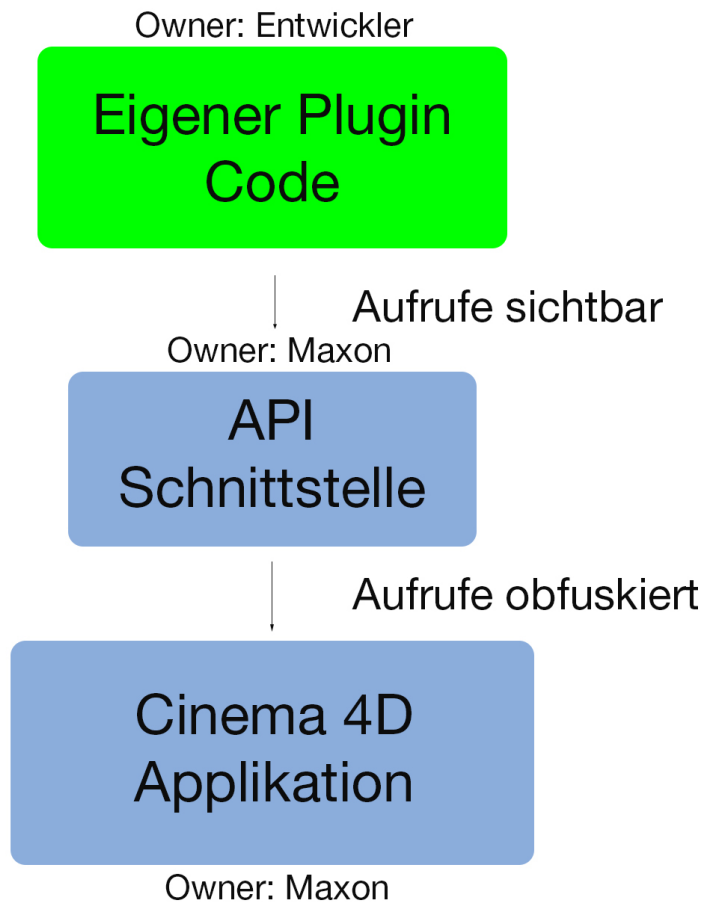 Owner: Entwickler
Eigener Plugin
Code
Aufrufe sichtbar
Owner: Maxon
API
Schnittstelle
Aufrufe obfuskiert
Cinema 4D
Applikation
Owner: Maxon